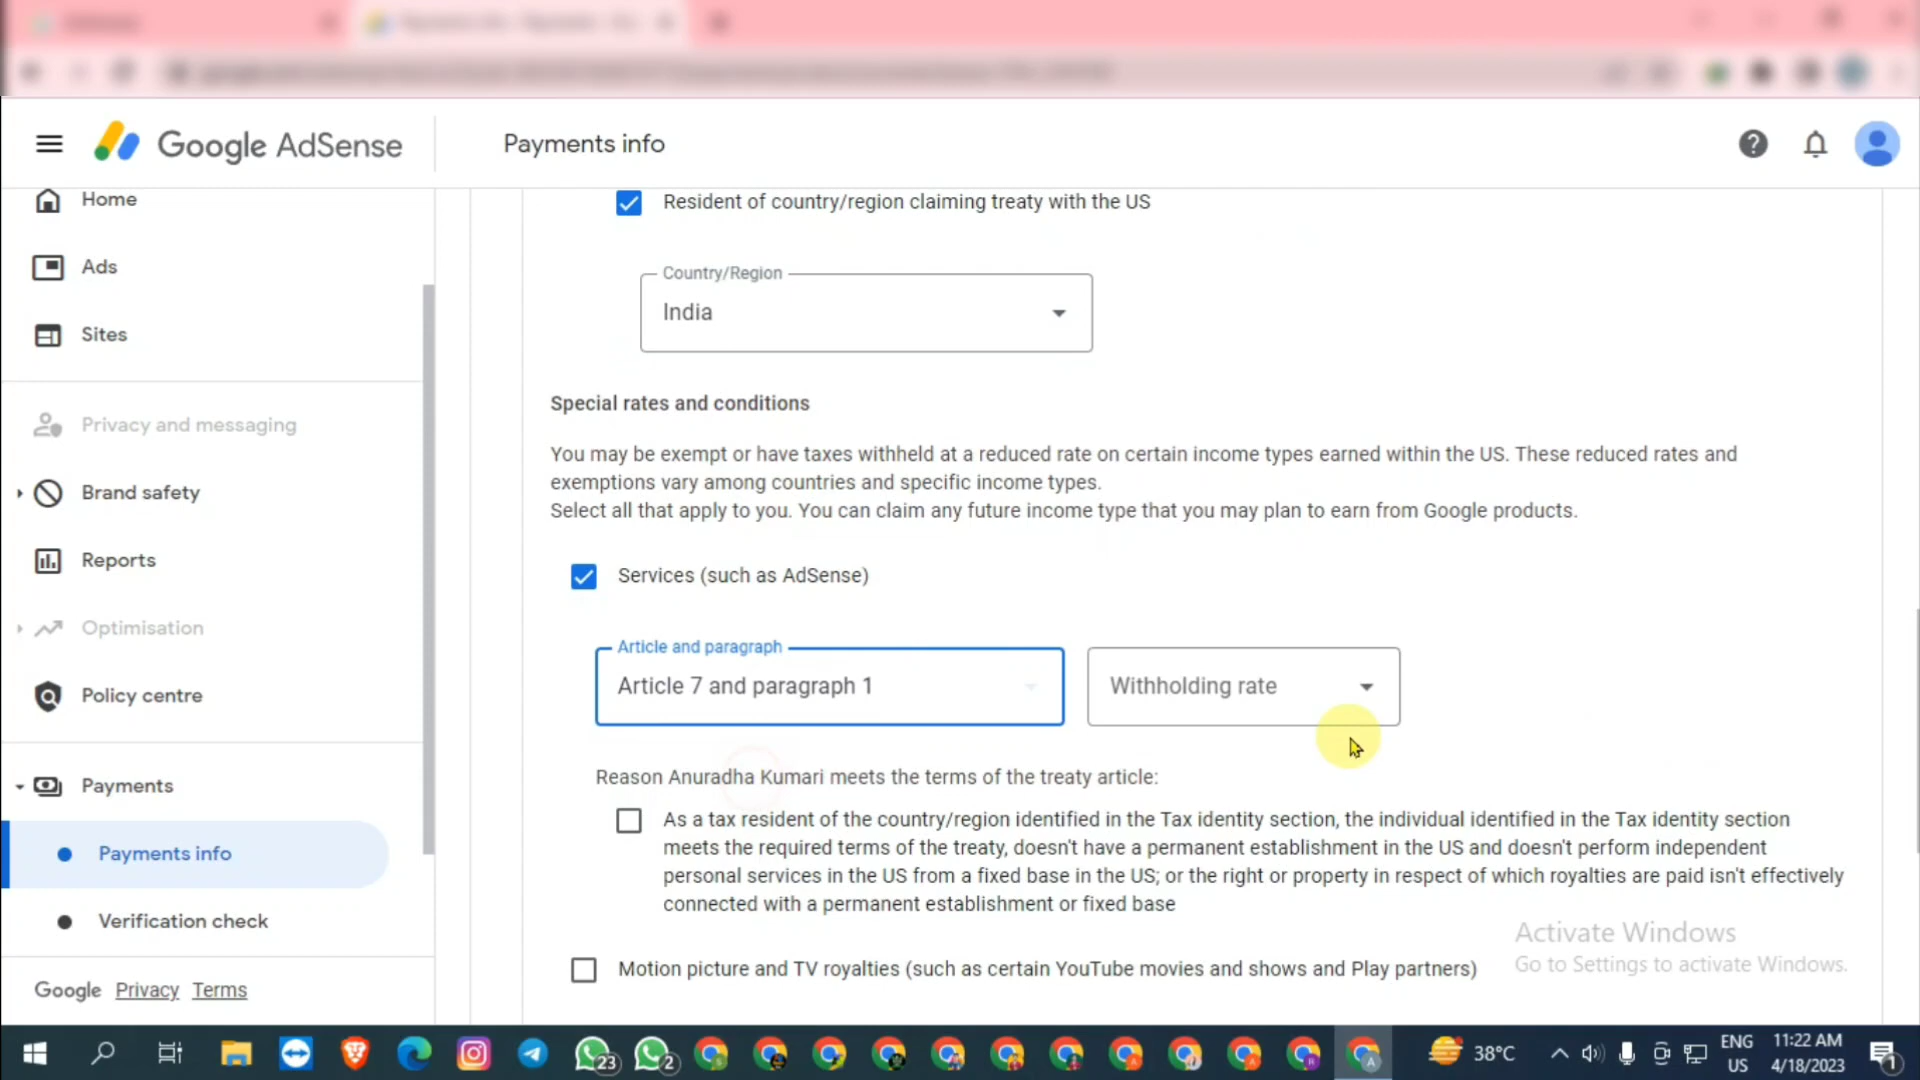 Google AdSense
Payments info
Home
Ads
Sites
Privacy and messaging
Brand safety
Reports
Optimisation
Policy centre
Payments
Payments info
Verification check
Google Privacy Terms
Resident of country/region claiming treaty with the US
Country/Region
India
Special rates and conditions
You may be exempt or have taxes withheld at a reduced rate on certain income types earned within the US. These reduced rates and
exemptions vary among countries and specific income types.
Select all that apply to you. You can claim any future income type that you may plan to earn from Google products.
Services (such as AdSense)
Article and paragraph
Article 7 and paragraph 1
Withholding rate
Reason Anuradha Kumari meets the terms of the treaty article:
As a tax resident of the country/region identified in the Tax identity section, the individual identified in the Tax identity section
meets the required terms of the treaty, doesn't have a permanent establishment in the US and doesn't perform independent
personal services in the US from a fixed base in the US; or the right or property in respect of which royalties are paid isn't effectively
connected with a permanent establishment or fixed base
Motion picture and TV royalties (such as certain YouTube movies and shows and Play partners)
Activate Windows
Go to Settings to activate Windows.
23
2
38°C
ENG
US
11:22 AM
4/18/2023
1